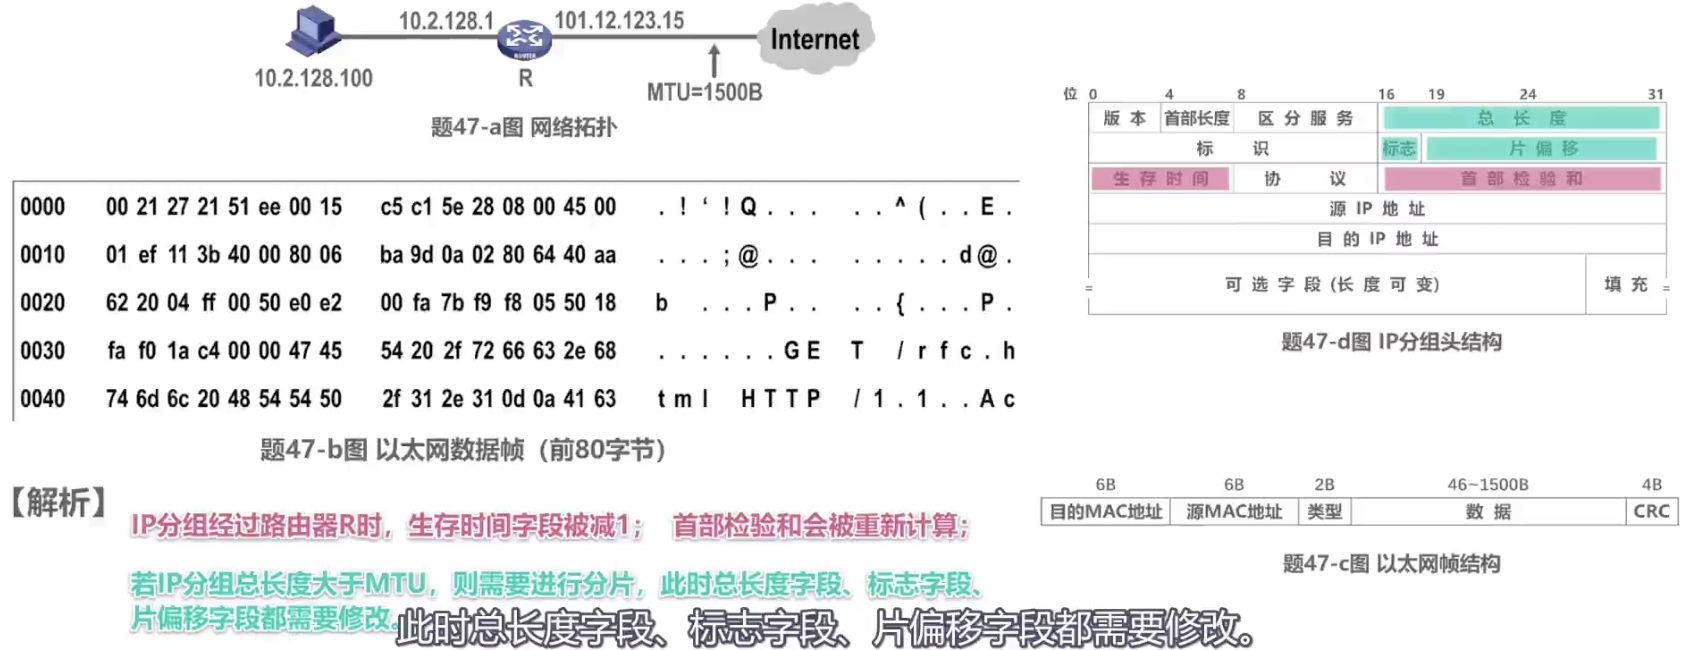 10.2.128.1
101.12.123.15
Internet
10.2.128.100
ROUTER
R
MTU=1500B
题47-a图 网络拓扑
0000 00 21 27 21 51 ee 00 15 c5 c1 5e 28 08 00 45 00 . ! ‘ ! Q . . . . . ^ ( . . E .
0010 01 ef 11 3b 40 00 80 06 ba 9d 0a 02 80 64 40 aa . . . ; @ . . . . . . . . d @ .
0020 62 20 04 ff 00 50 e0 e2 00 fa 7b f9 f8 05 50 18 b . . . P . . . . { . . . P .
0030 fa f0 1a c4 00 00 47 45 54 20 2f 72 66 63 2e 68 . . . . . . G E T / r f c . h
0040 74 6d 6c 20 48 54 54 50 2f 31 2e 31 0d 0a 41 63 t m l H T T P / 1 . 1 . . A c
题47-b图 以太网数据帧（前80字节）
位 0 4 8 16 19 24 31
版 本 首部长度 区 分 服 务 总 长 度
标 识 标志 片 偏 移
生 存 时 间 协 议 首 部 检 验 和
源 IP 地 址
目 的 IP 地 址
可 选 字 段 (长 度 可 变) 填 充
题47-d图 IP分组头结构
6B 6B 2B 46~1500B 4B
目的MAC地址 源MAC地址 类型 数 据 CRC
题47-c图 以太网帧结构
【解析】
IP分组经过路由器R时，生存时间字段被减1； 首部检验和会被重新计算；
若IP分组总长度大于MTU，则需要进行分片，此时总长度字段、标志字段、
片偏移字段都需要修改。
此时总长度字段、标志字段、片偏移字段都需要修改。